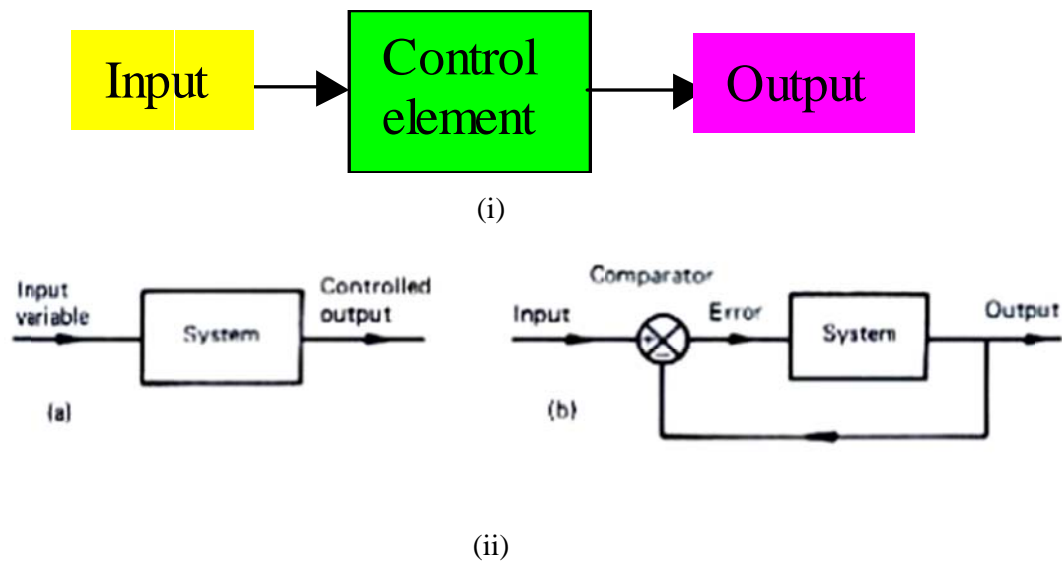 Input
Control
element
Output
(i)
Input
variable
System
Controlled
output
(a)
Comparator
Input
+
−
Error
System
Output
(b)
(ii)